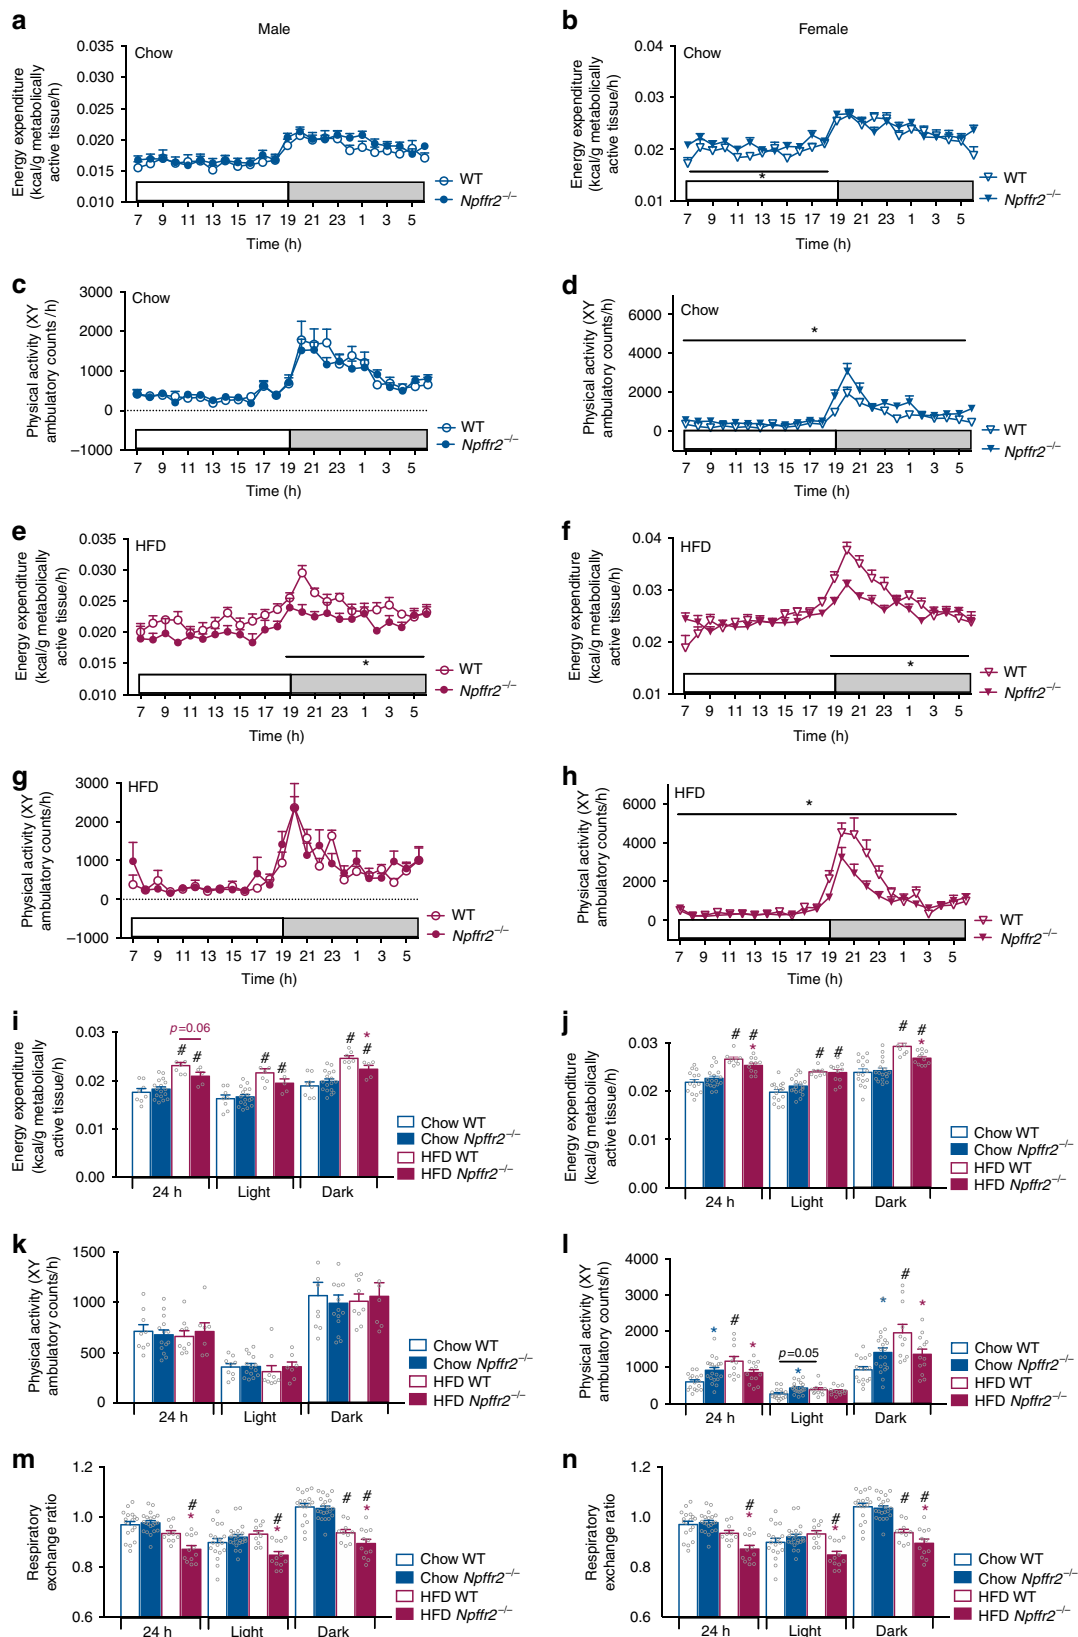 a
Male
Chow
Energy expenditure
(kcal/g metabolically
active tissue/h)
0.035
0.030
0.025
0.020
0.015
0.010
7 9 11 13 15 17 19 21 23 1 3 5
Time (h)
WT
Npffr2−/−
b
Female
Chow
Energy expenditure
(kcal/g metabolically
active tissue/h)
0.04
0.03
0.02
0.01
*
7 9 11 13 15 17 19 21 23 1 3 5
Time (h)
WT
Npffr2−/−
c
Chow
Physical activity (XY
ambulatory counts /h)
3000
2000
1000
0
−1000
7 9 11 13 15 17 19 21 23 1 3 5
Time (h)
WT
Npffr2−/−
d
Chow
Physical activity (XY
ambulatory counts/h)
6000
4000
2000
0
*
7 9 11 13 15 17 19 21 23 1 3 5
Time (h)
WT
Npffr2−/−
e
HFD
Energy expenditure
(kcal/g metabolically
active tissue/h)
0.035
0.030
0.025
0.020
0.015
0.010
*
7 9 11 13 15 17 19 21 23 1 3 5
Time (h)
WT
Npffr2−/−
f
HFD
Energy expenditure
(kcal/g metabolically
active tissue/h)
0.04
0.03
0.02
0.01
*
7 9 11 13 15 17 19 21 23 1 3 5
Time (h)
WT
Npffr2−/−
g
HFD
Physical activity (XY
ambulatory counts/h)
3000
2000
1000
0
−1000
7 9 11 13 15 17 19 21 23 1 3 5
Time (h)
WT
Npffr2−/−
h
HFD
Physical activity (XY
ambulatory counts/h)
6000
4000
2000
0
*
7 9 11 13 15 17 19 21 23 1 3 5
Time (h)
WT
Npffr2−/−
i
Energy expenditure
(kcal/g metabolically
active tissue/h)
0.03
0.02
0.01
0.00
p=0.06
# # # # # * #
24 h Light Dark
Chow WT
Chow Npffr2−/−
HFD WT
HFD Npffr2−/−
j
Energy expenditure
(kcal/g metabolically
active tissue/h)
0.03
0.02
0.01
0.00
# # * # # # # *
24 h Light Dark
Chow WT
Chow Npffr2−/−
HFD WT
HFD Npffr2−/−
k
Physical activity (XY
ambulatory counts/h)
1500
1000
500
0
24 h Light Dark
Chow WT
Chow Npffr2−/−
HFD WT
HFD Npffr2−/−
l
Physical activity (XY
ambulatory counts/h)
4000
3000
2000
1000
0
p=0.05
* # * * * # *
24 h Light Dark
Chow WT
Chow Npffr2−/−
HFD WT
HFD Npffr2−/−
m
Respiratory
exchange ratio
1.2
1.0
0.8
0.6
# * # * # # *
24 h Light Dark
Chow WT
Chow Npffr2−/−
HFD WT
HFD Npffr2−/−
n
Respiratory
exchange ratio
1.2
1.0
0.8
0.6
# * # * # # *
24 h Light Dark
Chow WT
Chow Npffr2−/−
HFD WT
HFD Npffr2−/−